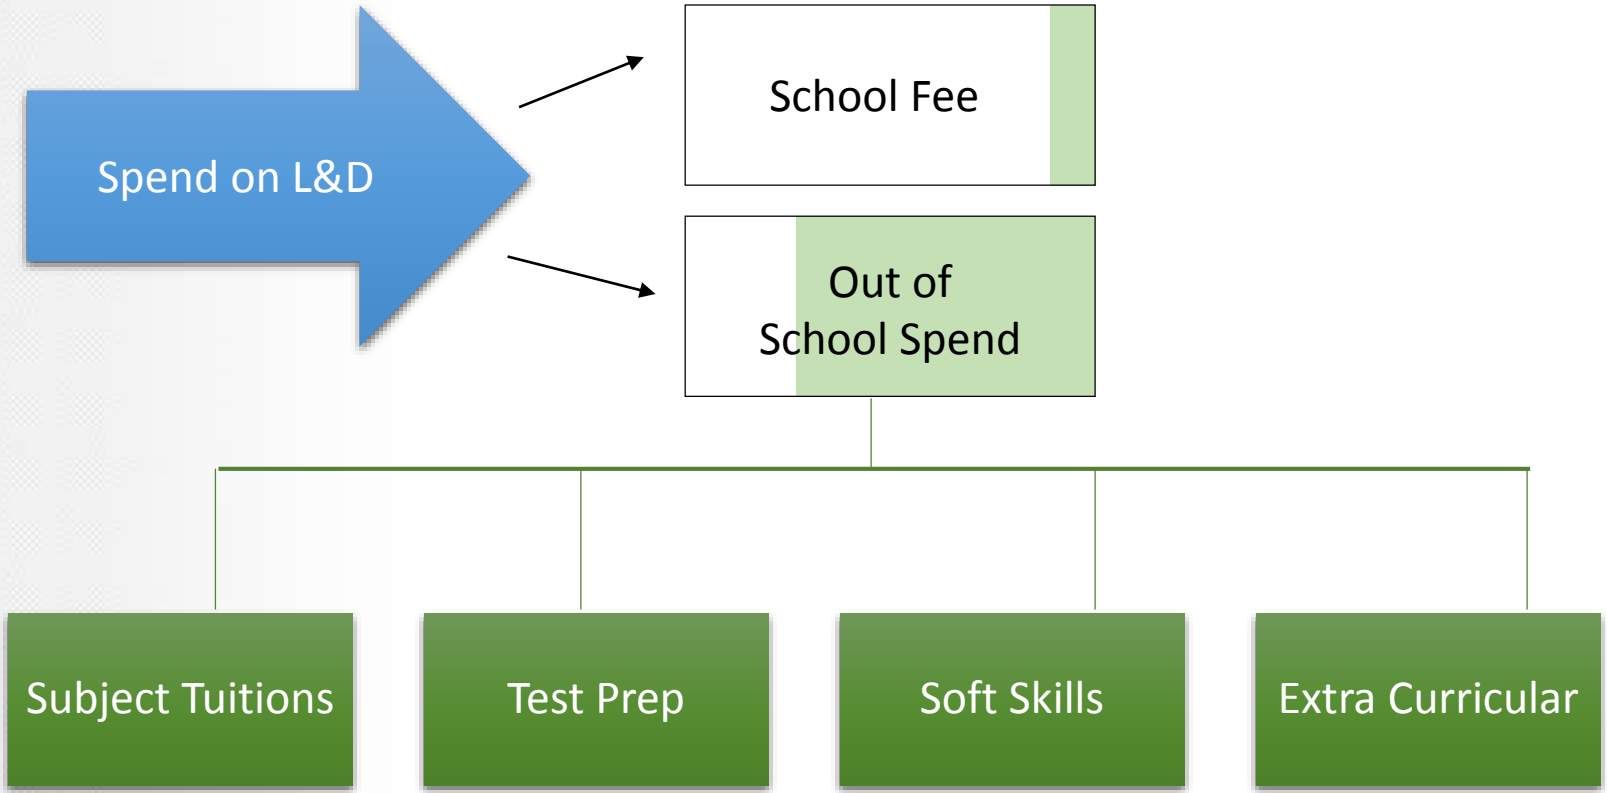 Spend on L&D
School Fee
Out of
School Spend
Subject Tuitions
Test Prep
Soft Skills
Extra Curricular